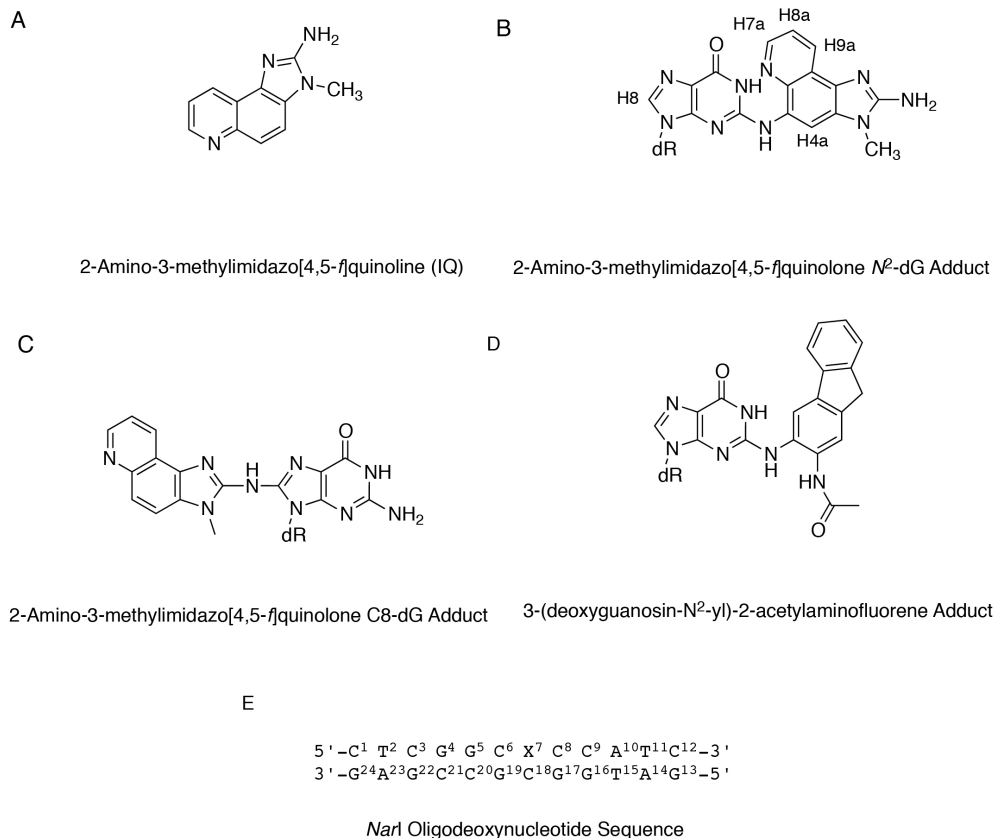 A
NH₂
N
N
CH₃
N
2-Amino-3-methylimidazo[4,5-f]quinoline (IQ)
B
H7a
H8a
H9a
O
N
NH
N
N
H8
N
N
N
H
H4a
N
NH₂
dR
CH₃
2-Amino-3-methylimidazo[4,5-f]quinolone N²-dG Adduct
C
N
N
N
H
N
N
N
O
NH
N
NH₂
dR
2-Amino-3-methylimidazo[4,5-f]quinolone C8-dG Adduct
D
O
N
NH
N
N
N
H
dR
HN
O
3-(deoxyguanosin-N²-yl)-2-acetylaminofluorene Adduct
E
5'-C¹ T² C³ G⁴ G⁵ C⁶ X⁷ C⁸ C⁹ A¹⁰T¹¹C¹²-3'
3'-G²⁴A²³G²²C²¹C²⁰G¹⁹C¹⁸G¹⁷G¹⁶T¹⁵A¹⁴G¹³-5'
NarI Oligodeoxynucleotide Sequence